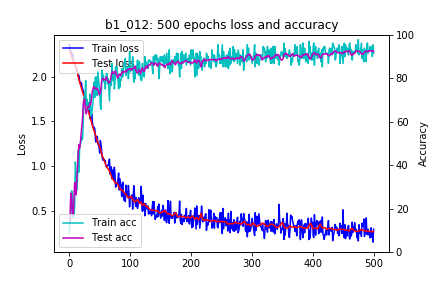 b1_012: 500 epochs loss and accuracy
Train loss
Test loss
Train acc
Test acc
Loss
2.0
1.5
1.0
0.5
Accuracy
100
80
60
40
20
0
0
100
200
300
400
500